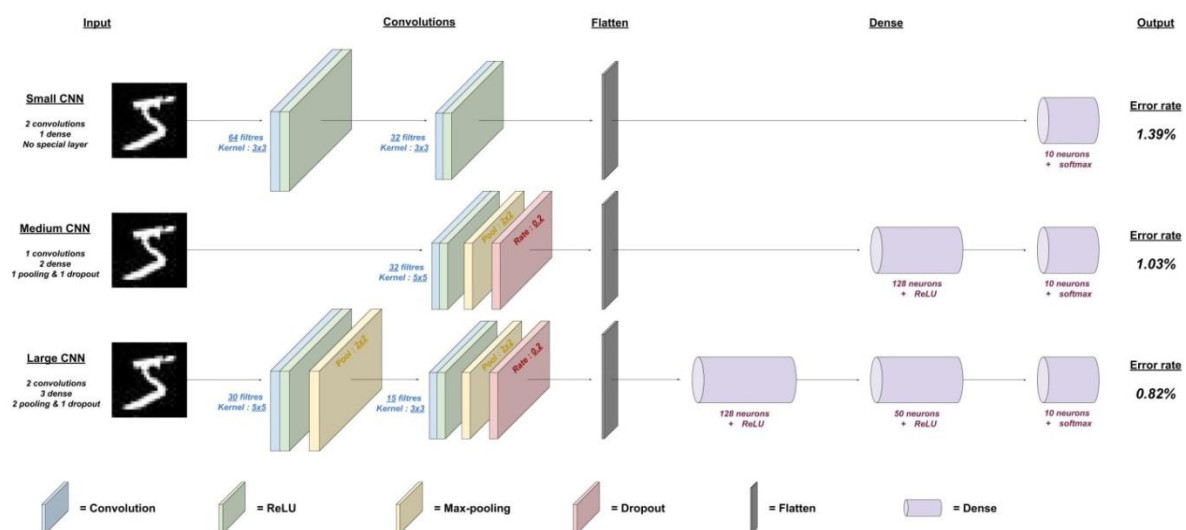 Input
Convolutions
Flatten
Dense
Output
Small CNN
2 convolutions
1 dense
No special layer
64 filtres
Kernel : 3x3
32 filtres
Kernel : 3x3
10 neurons
+ softmax
Error rate
1.39%
Medium CNN
1 convolutions
2 dense
1 pooling & 1 dropout
32 filtres
Kernel : 5x5
Pool : 2x2
Rate : 0.2
128 neurons
+ ReLU
10 neurons
+ softmax
Error rate
1.03%
Large CNN
2 convolutions
3 dense
2 pooling & 1 dropout
30 filtres
Kernel : 5x5
Pool : 2x2
15 filtres
Kernel : 3x3
Pool : 2x2
Rate : 0.2
128 neurons
+ ReLU
50 neurons
+ ReLU
10 neurons
+ softmax
Error rate
0.82%
= Convolution
= ReLU
= Max-pooling
= Dropout
= Flatten
= Dense